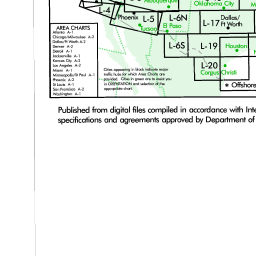 Albuquerque
Oklahoma City
L-4
Phoenix
L-5
L-6N
L-17
Dallas/
Ft Worth
Tucson
El Paso
L-6S
L-19
Houston
L-20
Corpus Christi
Offshore
AREA CHARTS
Atlanta A-1
Chicago/Milwaukee A-2
Dallas/Ft Worth A-2
Denver A-2
Detroit A-1
Jacksonville A-1
Kansas City A-2
Los Angeles A-2
Miami A-1
Minneapolis/St Paul A-1
Phoenix A-2
St Louis A-1
San Francisco A-2
Washington A-1
Cities appearing in black indicate major
traffic hubs for which Area Charts are
provided. Cities in green are to assist you
in ORIENTATION and selection of the
appropriate chart.
Published from digital files compiled in accordance with Inte
specifications and agreements approved by Department of